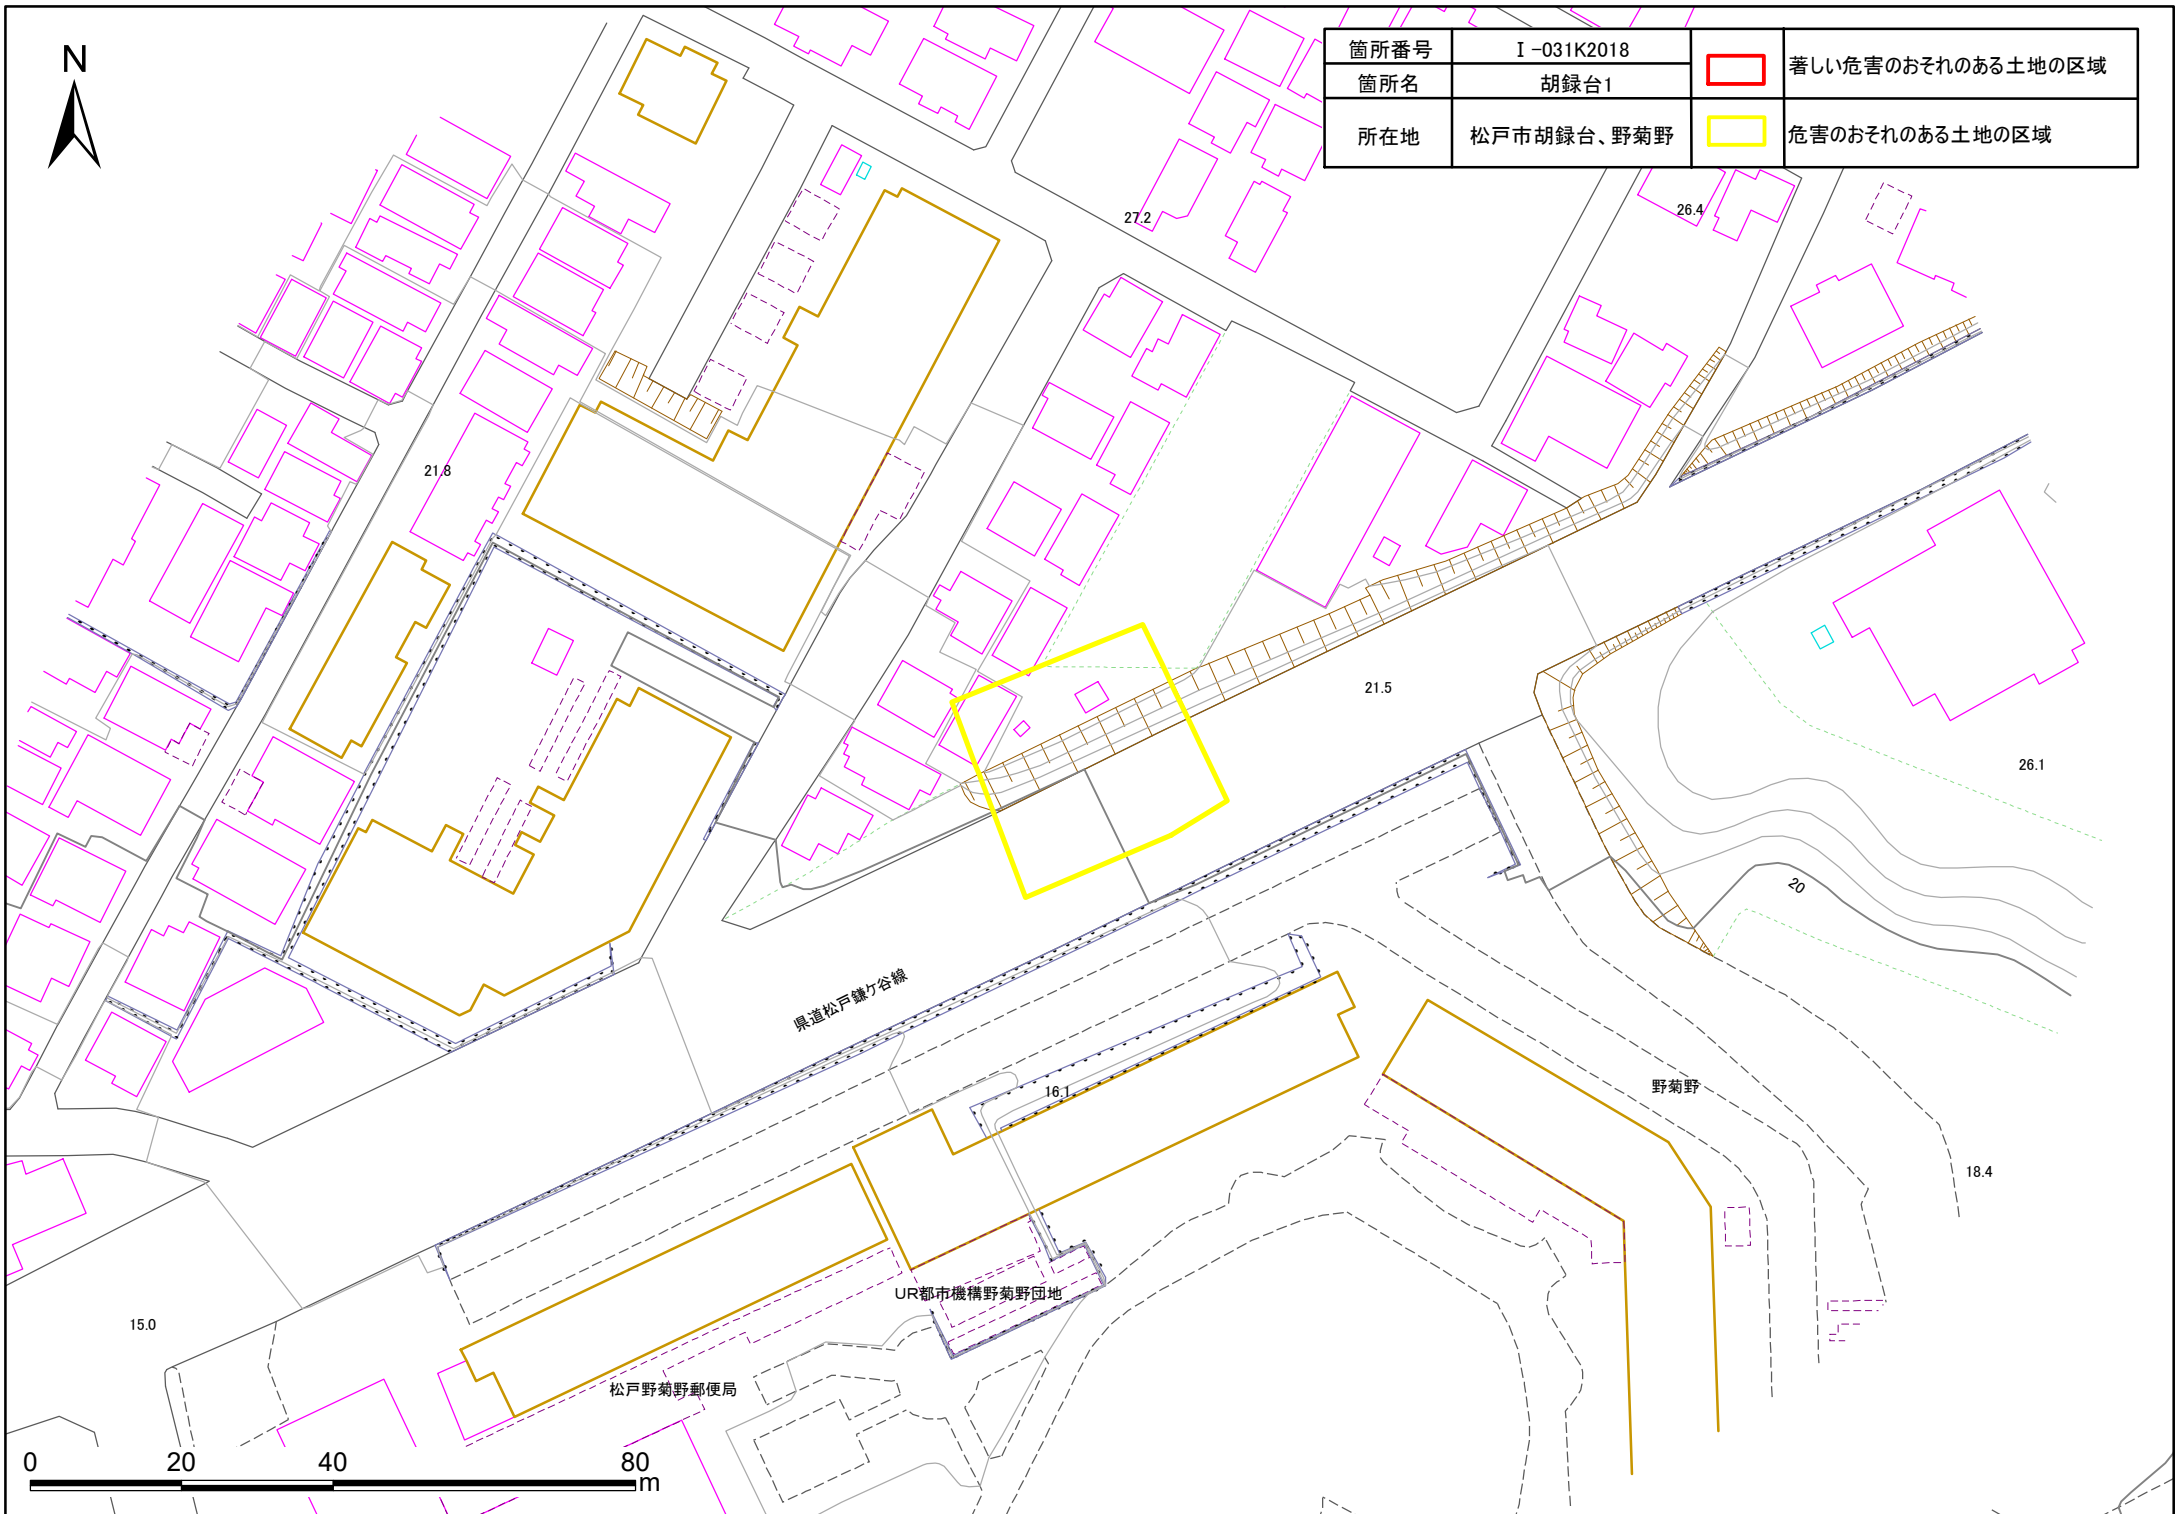 N
箇所番号 Ⅰ-031K2018
著しい危害のおそれのある土地の区域
箇所名 胡録台1
所在地 松戸市胡録台、野菊野
危害のおそれのある土地の区域
27.2
26.4
21.8
21.5
26.1
20
県道松戸鎌ケ谷線
16.1
野菊野
18.4
UR都市機構野菊野団地
15.0
松戸野菊野郵便局
0 20 40 80
m